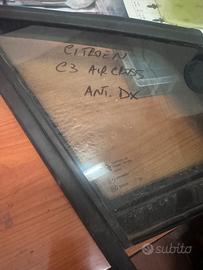 CITROEN
C3 AIRCROSS
ANT. DX
subito